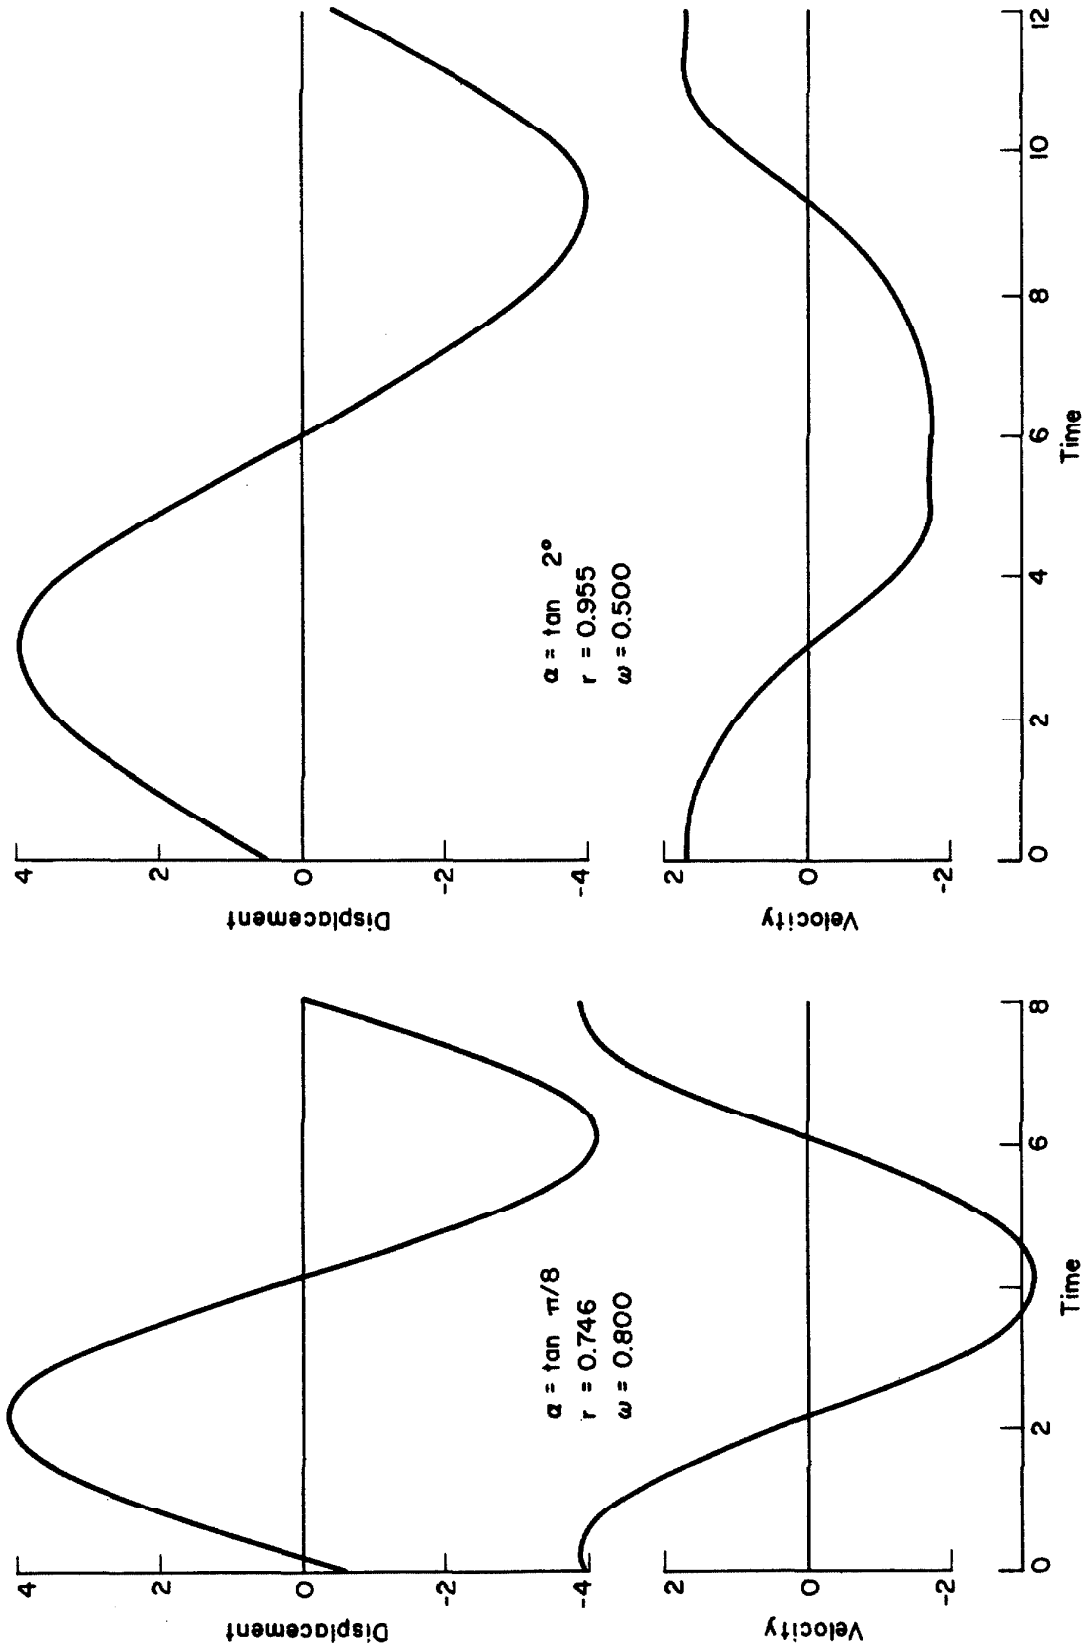 Displacement
4
2
0
-2
-4
α = tan π/8
r = 0.746
ω = 0.800
Velocity
2
0
-2
0 2 6 8
Time
Displacement
4
2
0
-2
-4
α = tan 2°
r = 0.955
ω = 0.500
Velocity
2
0
-2
0 2 4 6 8 10 12
Time